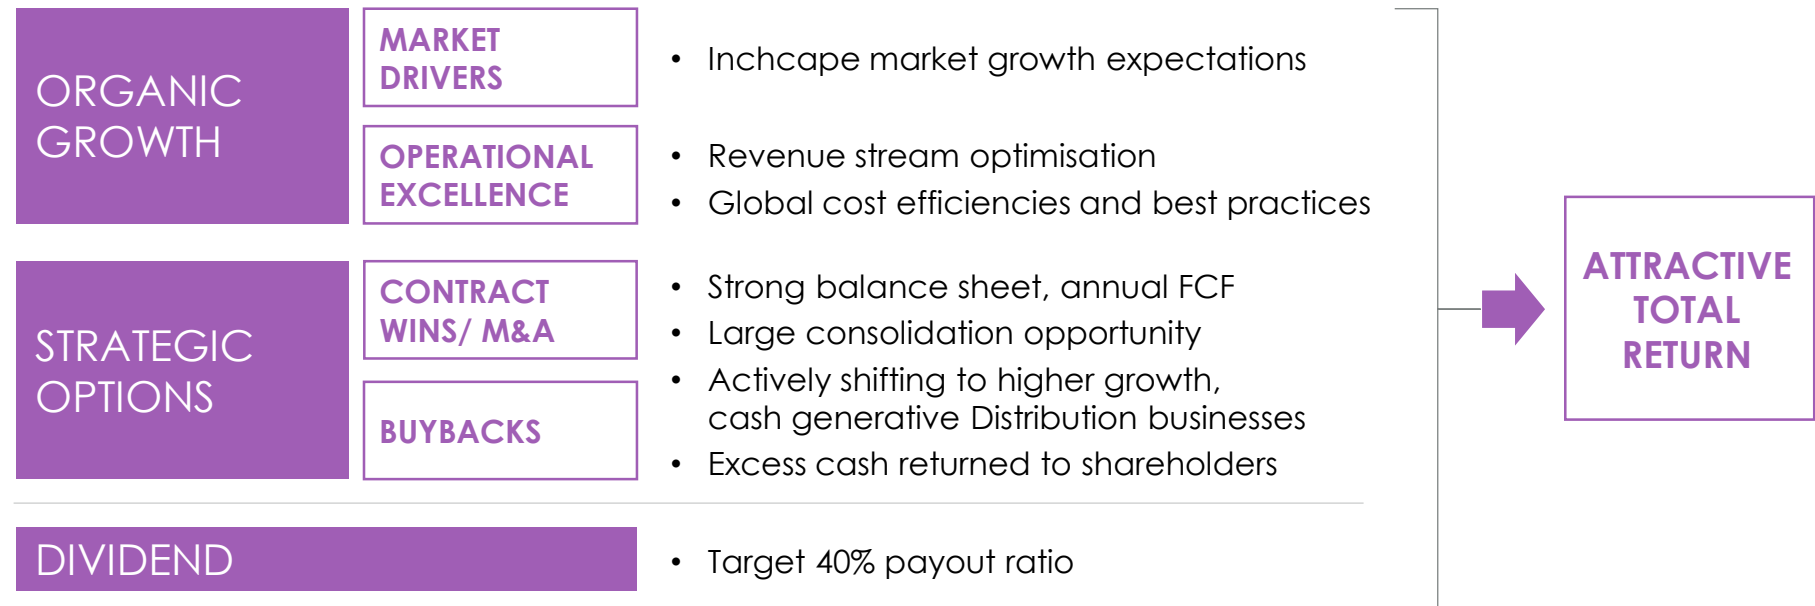 ORGANIC
GROWTH
MARKET
DRIVERS
• Inchcape market growth expectations
OPERATIONAL
EXCELLENCE
• Revenue stream optimisation
• Global cost efficiencies and best practices
STRATEGIC
OPTIONS
CONTRACT
WINS/ M&A
BUYBACKS
• Strong balance sheet, annual FCF
• Large consolidation opportunity
• Actively shifting to higher growth,
cash generative Distribution businesses
• Excess cash returned to shareholders
DIVIDEND
• Target 40% payout ratio
ATTRACTIVE
TOTAL
RETURN